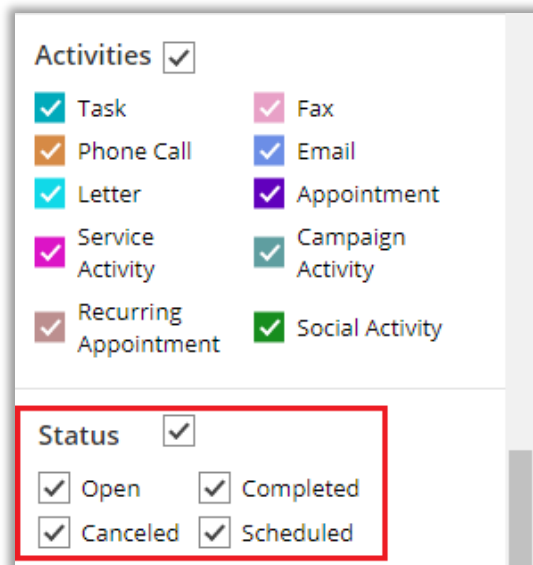 Activities
Task Fax
Phone Call Email
Letter Appointment
Service Campaign
Activity Activity
Recurring
Appointment Social Activity
Status
Open Completed
Canceled Scheduled